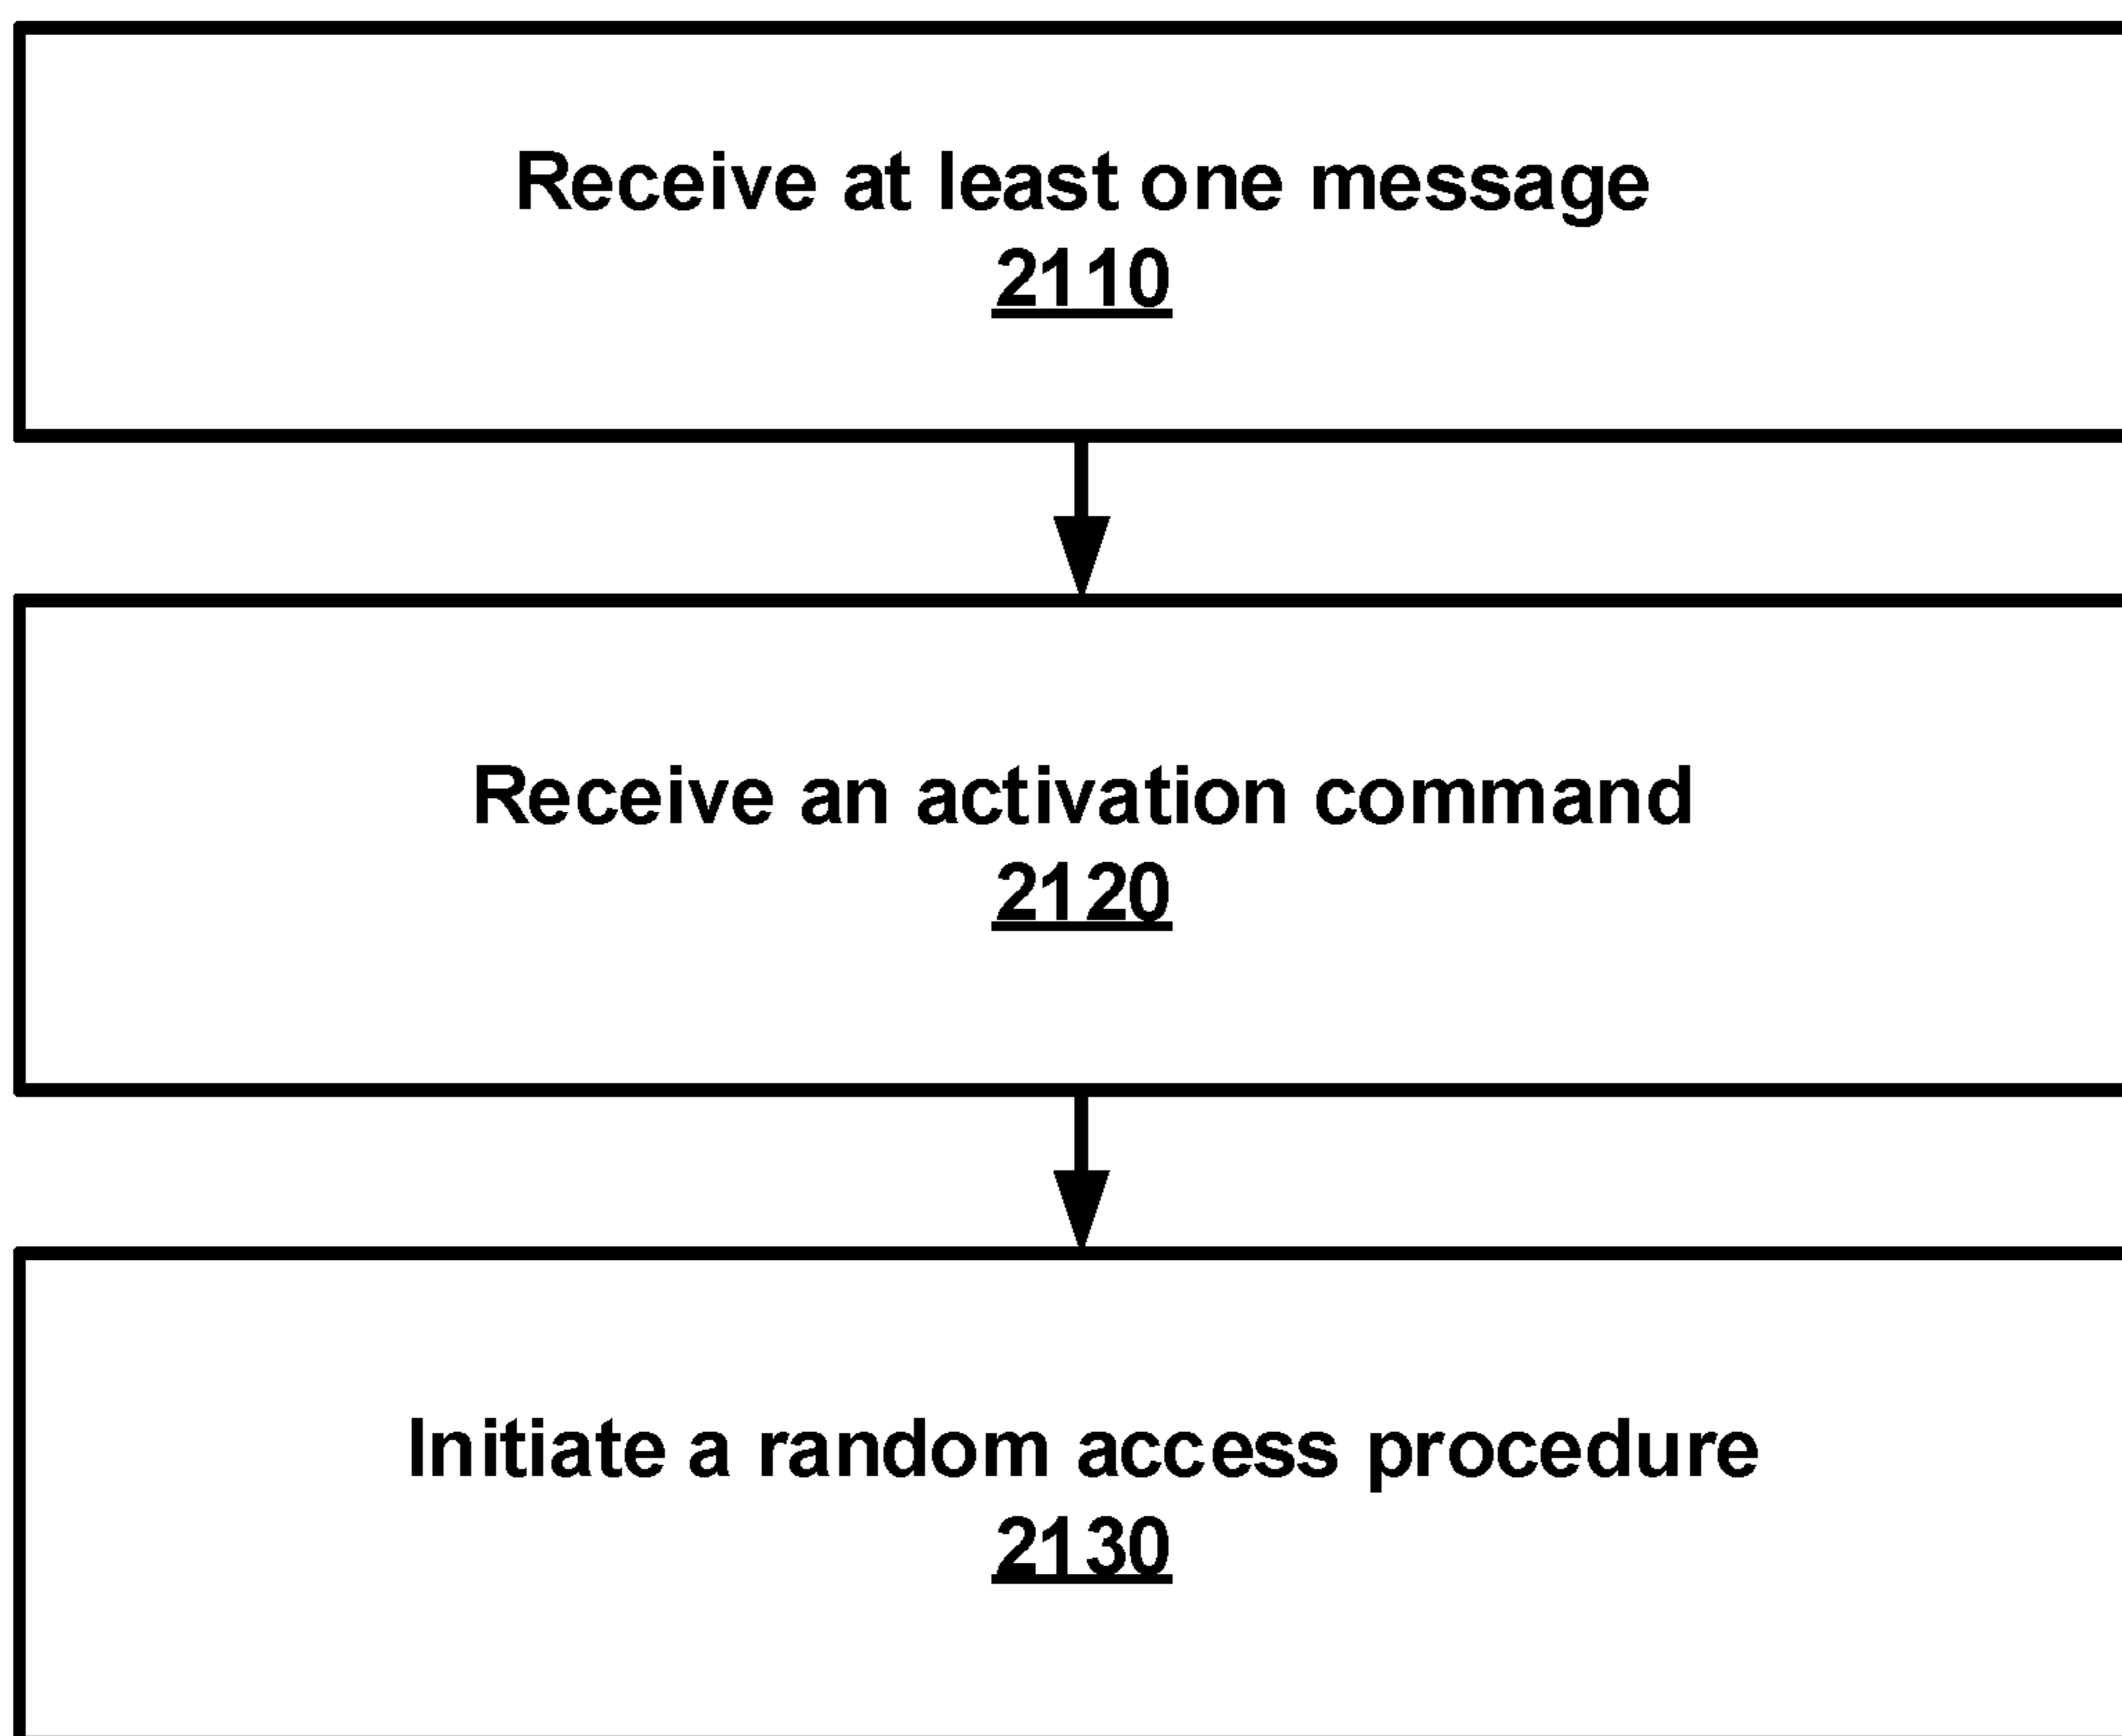 Receive at least one message
2110
Receive an activation command
2120
Initiate a random access procedure
2130